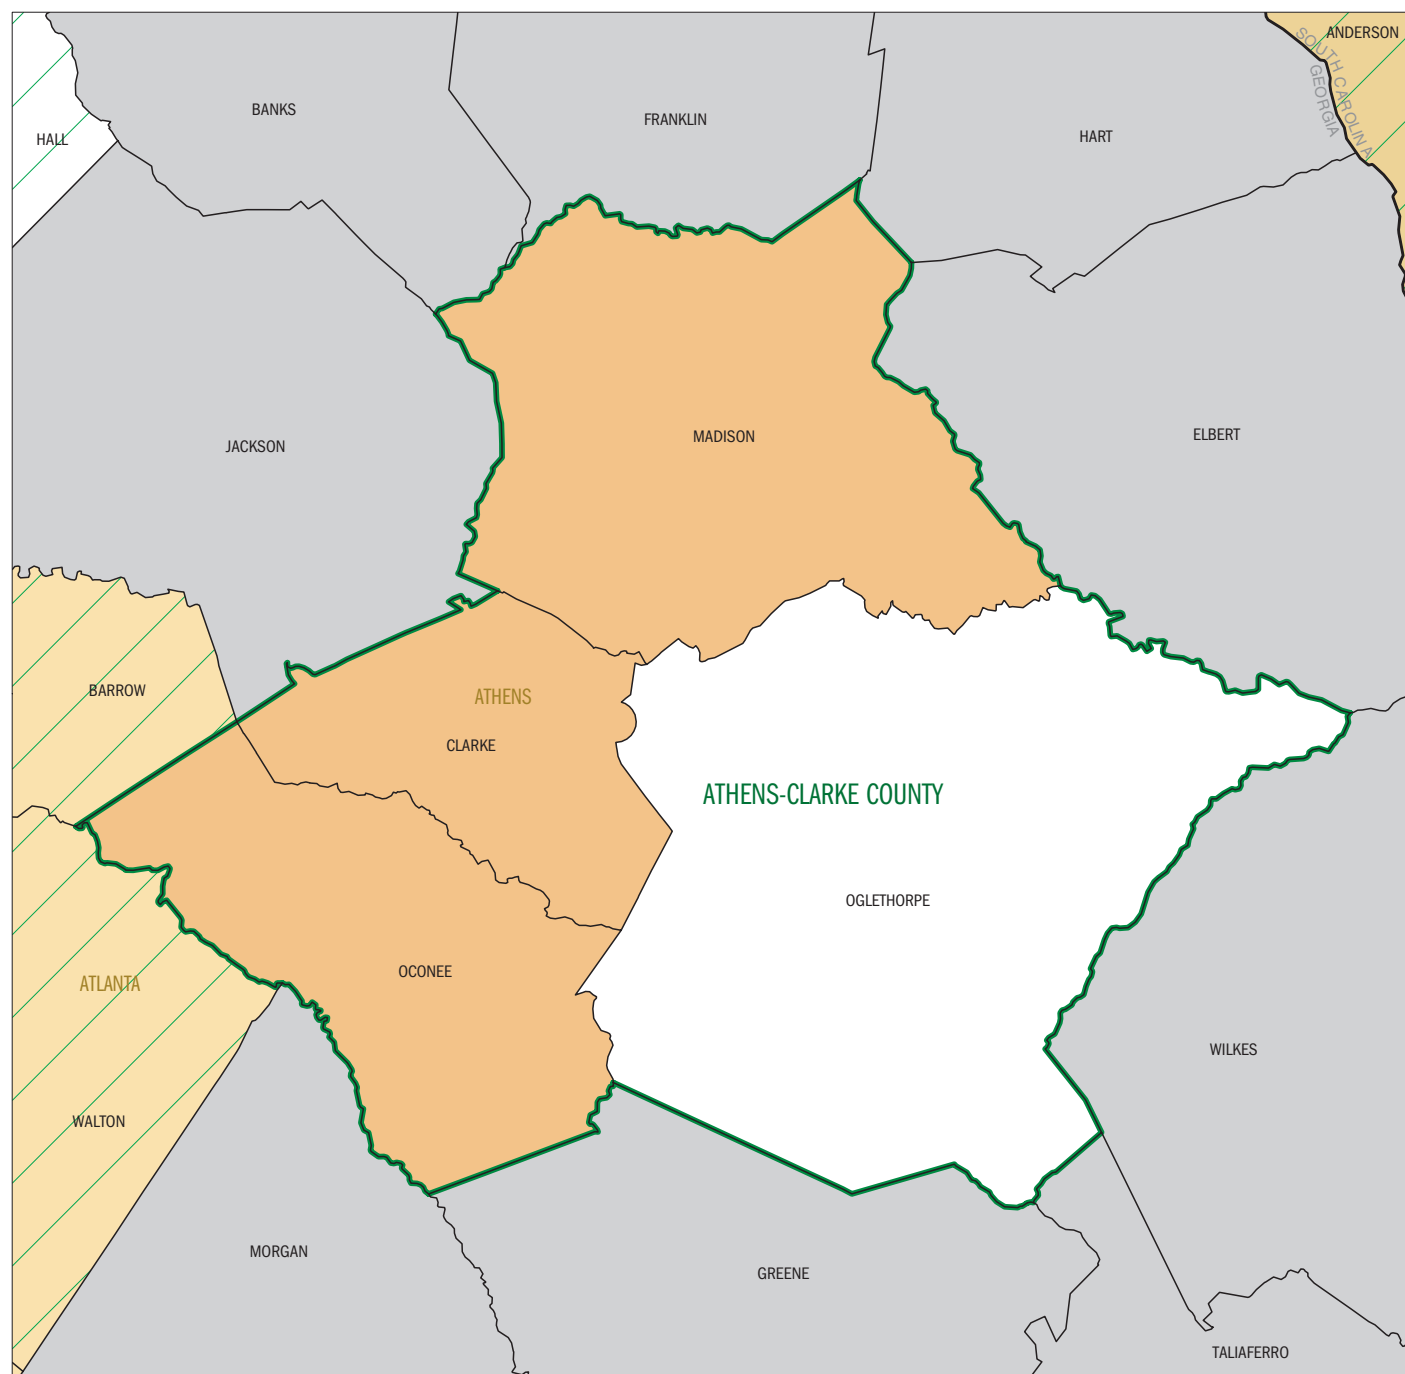 ANDERSON
SOUTH CAROLINA
GEORGIA
BANKS
FRANKLIN
HART
HALL
JACKSON
MADISON
ELBERT
BARROW
ATHENS
CLARKE
ATHENS-CLARKE COUNTY
OGLETHORPE
OCONEE
ATLANTA
WILKES
WALTON
MORGAN
GREENE
TALIAFERRO